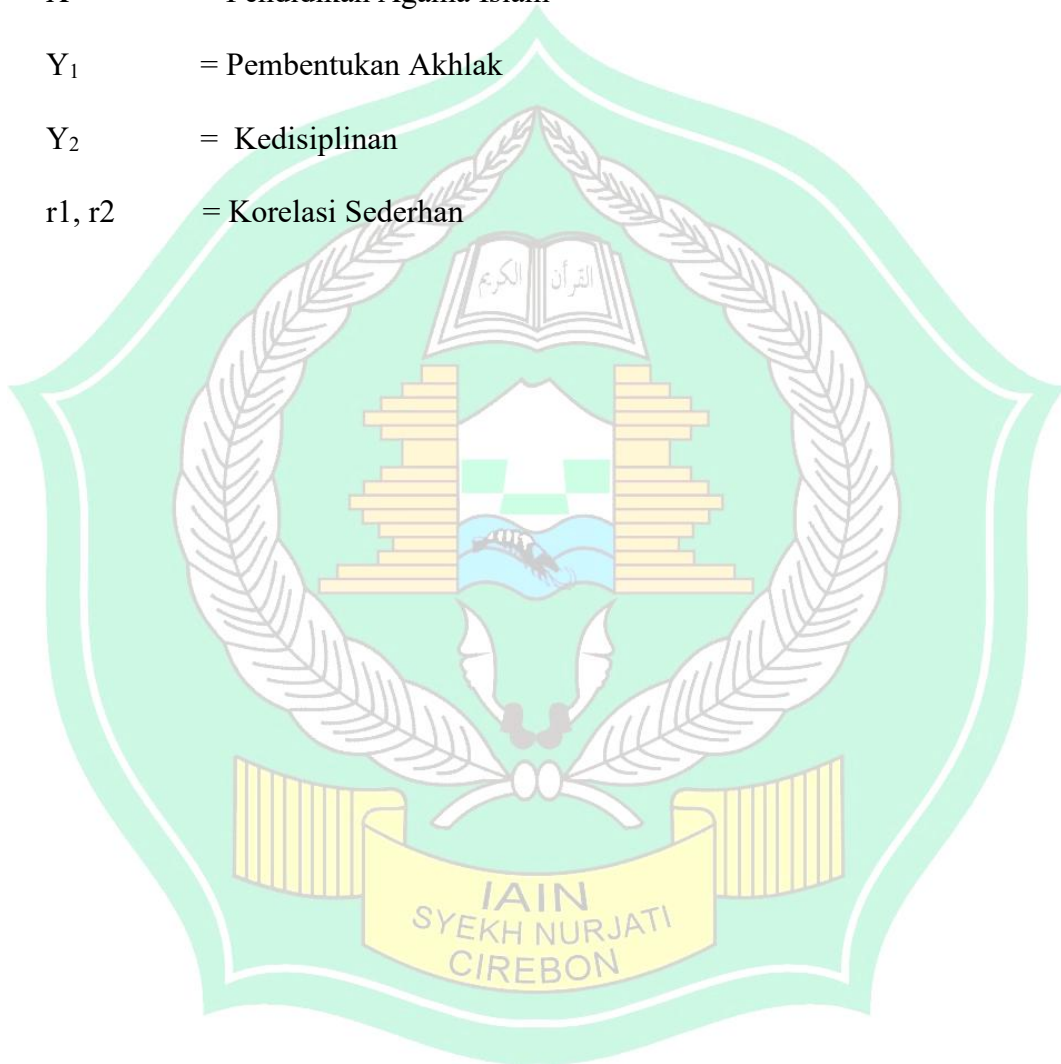 Y₁ = Pembentukan Akhlak
Y₂ = Kedisiplinan
r1, r2 = Korelasi Sederhan
القرآن الكريم
IAIN
SYEKH NURJATI
CIREBON